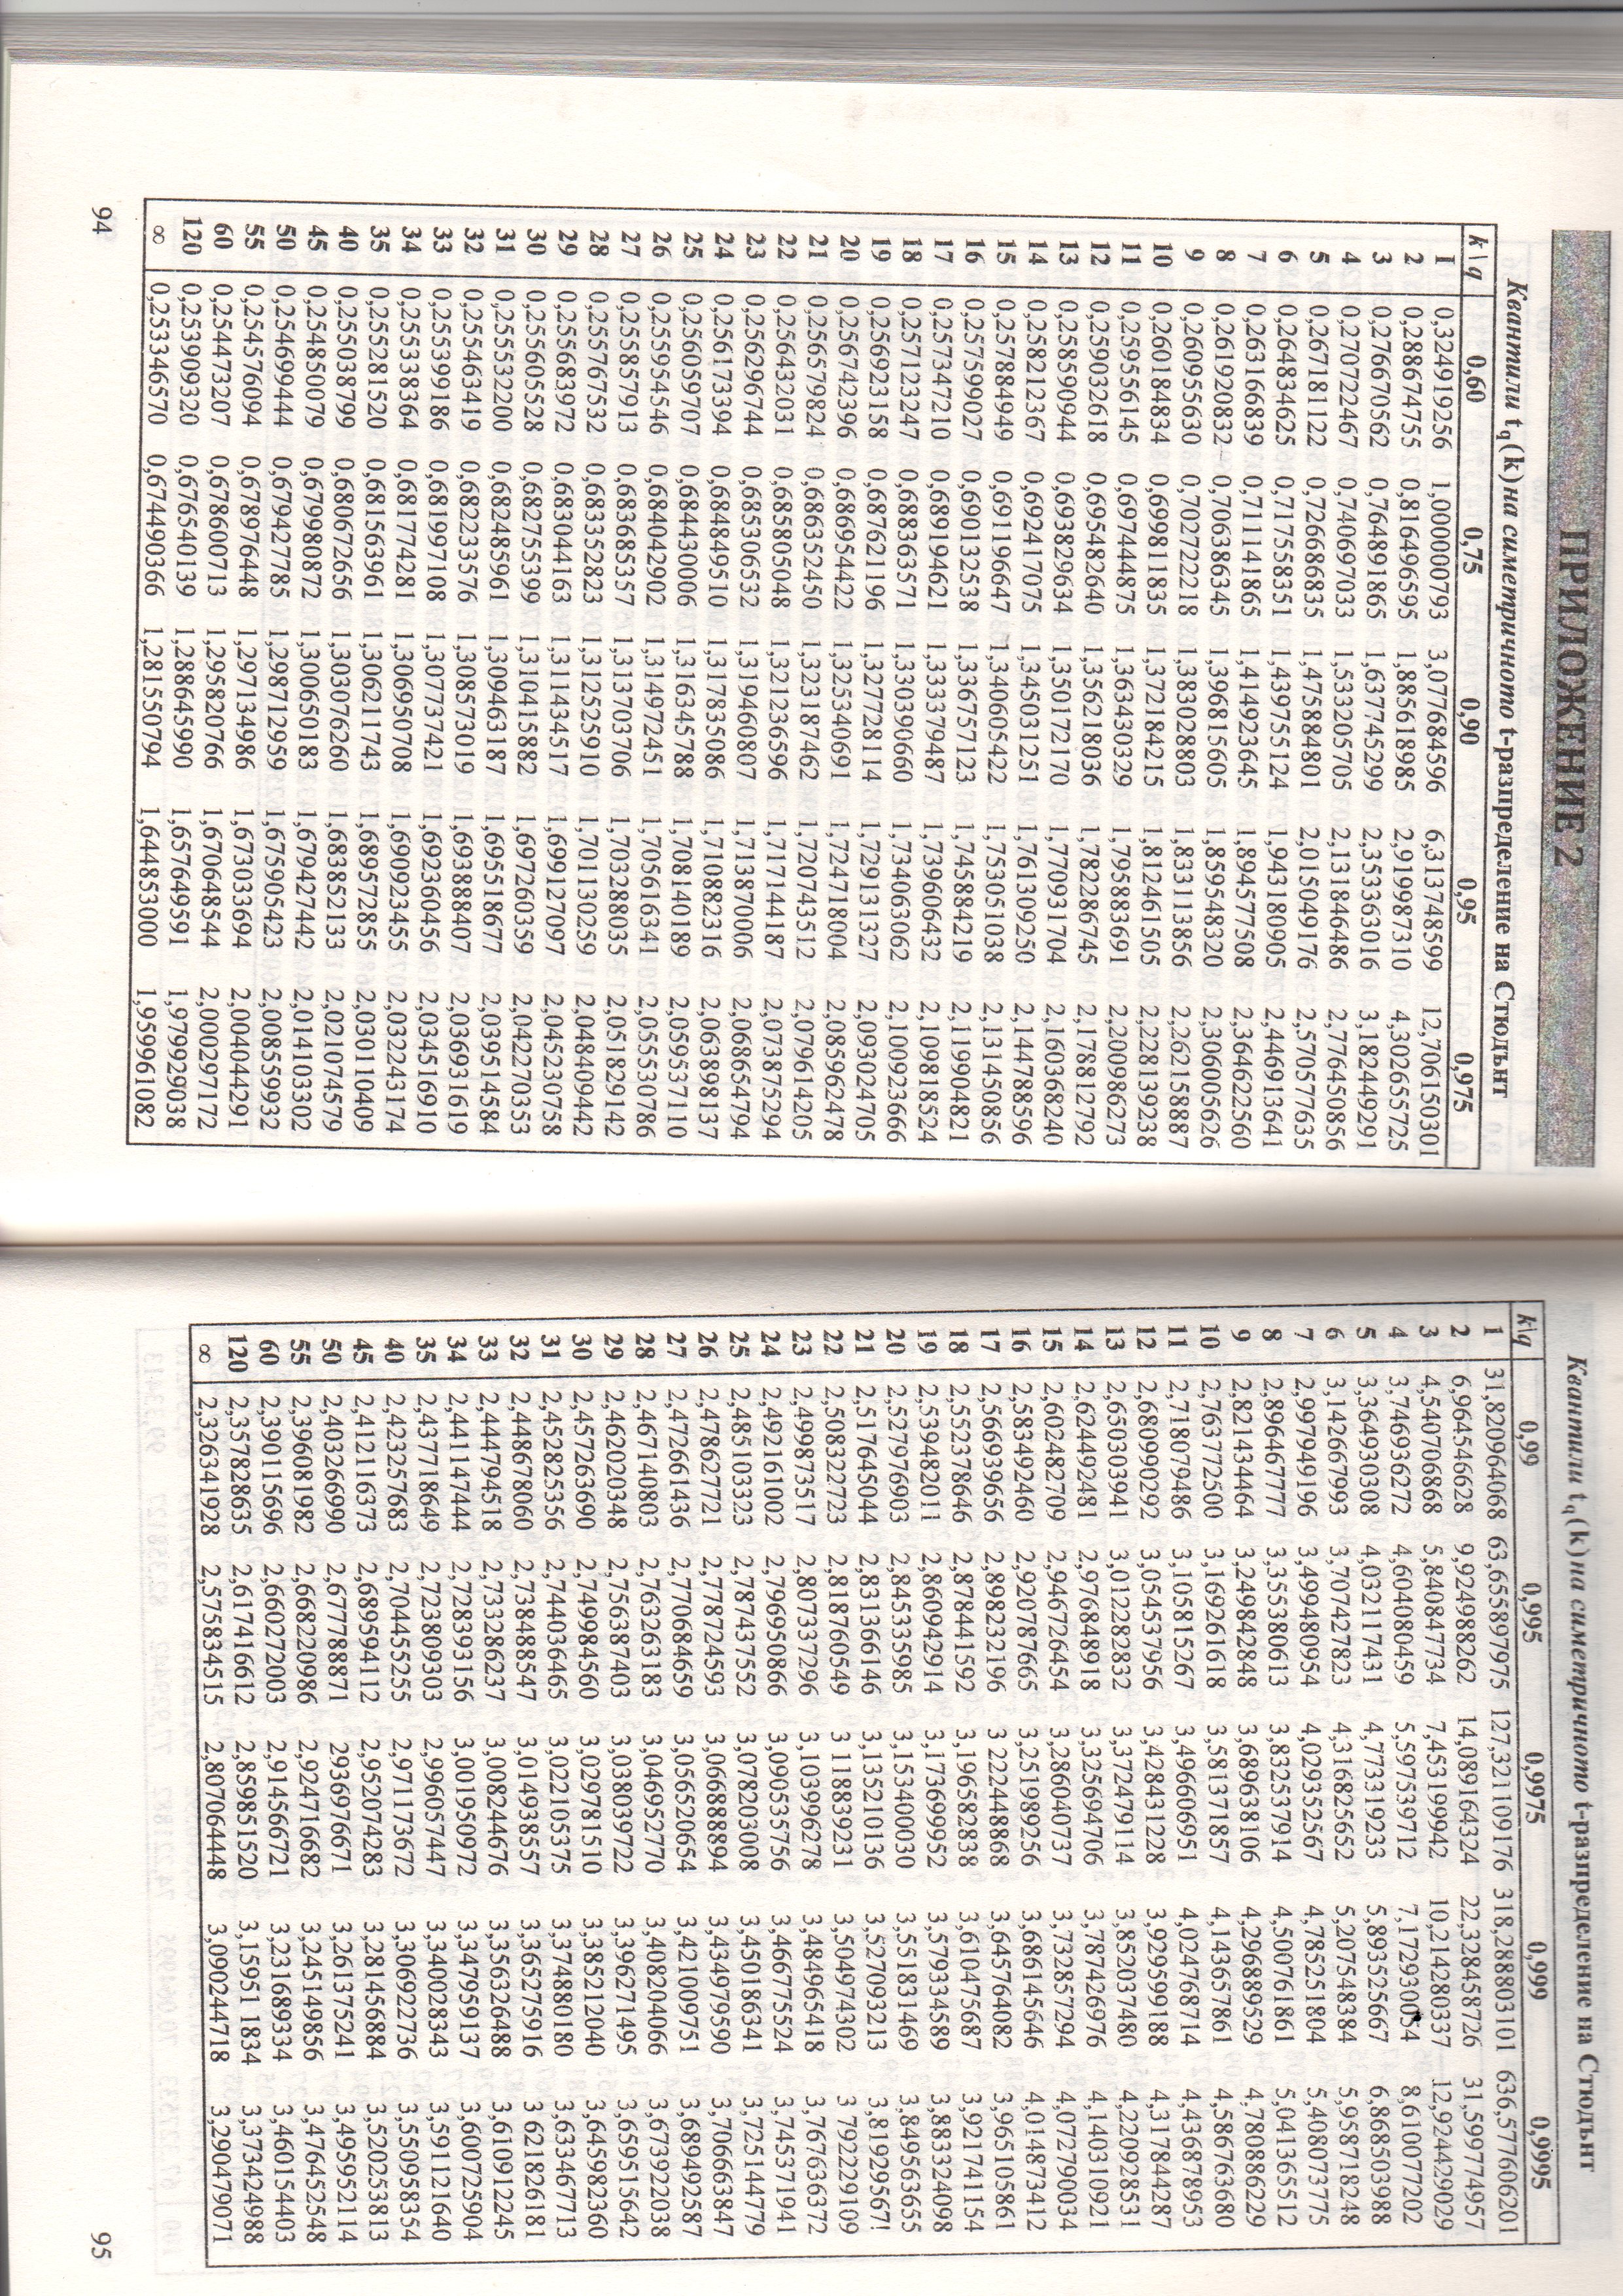 ПРИЛОЖЕНИЕ 2
Квантили tq(k) на симетричното t-разпределение на Стюдънт
k\q 0,60 0,75 0,90 0,95 0,975
1 0,324919256 1,000000793 3,077684596 6,313748599 12,706150301
2 0,288674755 0,816496595 1,885618985 2,919987310 4,302655725
3 0,276670562 0,764891865 1,637745299 2,353363016 3,182449291
4 0,270722467 0,740697033 1,533205705 2,131846486 2,776450856
5 0,267181122 0,726686835 1,475884801 2,015049176 2,570577635
6 0,264834625 0,717558351 1,439755124 1,943180905 2,446913641
7 0,263166839 0,711141865 1,414923645 1,894577508 2,364622560
8 0,261920832 0,706386345 1,396815605 1,859548320 2,306005626
9 0,260955630 0,702722218 1,383028803 1,833113856 2,262158887
10 0,260184834 0,699811835 1,372184215 1,812461505 2,228139238
11 0,259556145 0,697444875 1,363430329 1,795883691 2,200986273
12 0,259032618 0,695482640 1,356218036 1,782286745 2,178812792
13 0,258590944 0,693829634 1,350172170 1,770931704 2,160368240
14 0,258212367 0,692417075 1,345031251 1,761309250 2,144788596
15 0,257884949 0,691196647 1,340605422 1,753051038 2,131450856
16 0,257599027 0,690132538 1,336757123 1,745884219 2,119904821
17 0,257347210 0,689194621 1,333379487 1,739606432 2,109818524
18 0,257123247 0,688363571 1,330390660 1,734063062 2,100923666
19 0,256923158 0,687621196 1,327728114 1,729131327 2,093024705
20 0,256742396 0,686954422 1,325340691 1,724718004 2,085962478
21 0,256579824 0,686352450 1,323187462 1,720743512 2,079614205
22 0,256432031 0,685805048 1,321236596 1,717144187 2,073875294
23 0,256296744 0,685306532 1,319460807 1,713870006 2,068654794
24 0,256173394 0,684849510 1,317835086 1,710882316 2,063898137
25 0,256059707 0,684430006 1,316345788 1,708140189 2,059537110
26 0,255954546 0,684042902 1,314972451 1,705616341 2,055530786
27 0,255857913 0,683685357 1,313703706 1,703288035 2,051829142
28 0,255767532 0,683352823 1,312525910 1,701130259 2,048409442
29 0,255683972 0,683044163 1,311434517 1,699127097 2,045230758
30 0,255605528 0,682755399 1,310415882 1,697260359 2,042270353
31 0,255532200 0,682485961 1,309463187 1,695518677 2,039514584
32 0,255463419 0,682233576 1,308573019 1,693888407 2,036931619
33 0,255399186 0,681997108 1,307737421 1,692360456 2,034516910
34 0,255338364 0,681774281 1,306950708 1,690923455 2,032243174
35 0,255281520 0,681563961 1,306211743 1,689572855 2,030110409
40 0,255038799 0,680672656 1,303076260 1,683852133 2,021074579
45 0,254850079 0,679980872 1,300650183 1,679427442 2,014103302
50 0,254699444 0,679427785 1,298712959 1,675905423 2,008559932
55 0,254576094 0,678976448 1,297134986 1,673033694 2,004044291
60 0,254473207 0,678600713 1,295820766 1,670648544 2,000297172
120 0,253909320 0,676540139 1,288645990 1,657649591 1,979929038
∞ 0,253346570 0,674490366 1,281550794 1,644853000 1,959961082
94
Квантили tq(k) на симетричното t-разпределение на Стюдънт
k\q 0,99 0,995 0,9975 0,999 0,9995
1 31,820964068 63,655897975 127,321109176 318,288803101 636,577606201
2 6,964546628 9,924988262 14,089164324 22,328458726 31,599774957
3 4,540706868 5,840847734 7,453199942 10,214280337 12,924429029
4 3,746936272 4,604080459 5,597539712 7,172930054 8,610077202
5 3,364930308 4,032117431 4,773319233 5,893525667 6,868503988
6 3,142667993 3,707427823 4,316825652 5,207548384 5,958718248
7 2,997949196 3,499480954 4,029352567 4,785251804 5,408073775
8 2,896467777 3,355380613 3,832537914 4,500761861 5,041365512
9 2,821434464 3,249842848 3,689638106 4,296889529 4,780886229
10 2,763772500 3,169261618 3,581371857 4,143657861 4,586763680
11 2,718079486 3,105815267 3,496606951 4,024768714 4,436878953
12 2,680990292 3,054537956 3,428431228 3,929599188 4,317844287
13 2,650303941 3,012282832 3,372479114 3,852037480 4,220928531
14 2,624492481 2,976848918 3,325694706 3,787426976 4,140310921
15 2,602482709 2,946726454 3,286040737 3,732857294 4,072790034
16 2,583492460 2,920787665 3,251989256 3,686145646 4,014873412
17 2,566939656 2,898232196 3 222448868 3,645764082 3,965105861
18 2,552378646 2,878441592 3,196582838 3,610475687 3,921741154
19 2,539482011 2,860942914 3,173699952 3,579334589 3,883324098
20 2,527976903 2,845335985 3,153400030 3,551831469 3,849563655
21 2,517645044 2,831366146 3,135210136 3,527093213 3,81929567!
22 2,508322723 2,818760549 3 118839231 3,504974302 3 792229109
23 2,499873517 2,807337296 3,103996278 3,484965418 3,767636372
24 2,492161002 2,796950866 3,090535756 3,466775524 3,745371941
25 2,485103323 2,787437552 3,078203008 3,450186341 3,725144779
26 2,478627721 2,778724593 3,066888894 3,434979590 3,706663847
27 2,472661436 2,770684659 3,056520654 3,421009751 3,689492587
28 2,467140803 2,763263183 3,046952770 3,408204066 3,673922038
29 2,462020348 2,756387403 3,038039722 3,396271495 3,659515642
30 2,457263690 2,749984560 3,029781510 3,385212040 3,645982360
31 2,452825356 2,744036465 3,022105375 3,374880180 3,633467713
32 2,448678060 2,738488547 3,014938557 3,365275916 3 621826181
33 2,444794518 2,733286237 3,008244676 3,356326488 3,610912245
34 2,441147444 2,728393156 3,001950972 3,347959137 3,600725904
35 2,437718649 2,723809303 2,996057447 3,340028343 3,591121640
40 2,423257683 2,704455255 2,971173672 3,306922736 3,550958354
45 2,412116373 2,689594112 2,952074283 3,281456884 3,520253813
50 2,403266990 2,677788871 2936976671 3,261375241 3,495952114
55 2,396081982 2,668220986 2,924716682 3,245149856 3,476452548
60 2,390115696 2,660272003 2,914566721 3,231689334 3,460154403
120 2,357828635 2,617416612 2,859851520 3,15951 1834 3,373424988
∞ 2,326341928 2,575834515 2,807064448 3,090244718 3,290479071
95